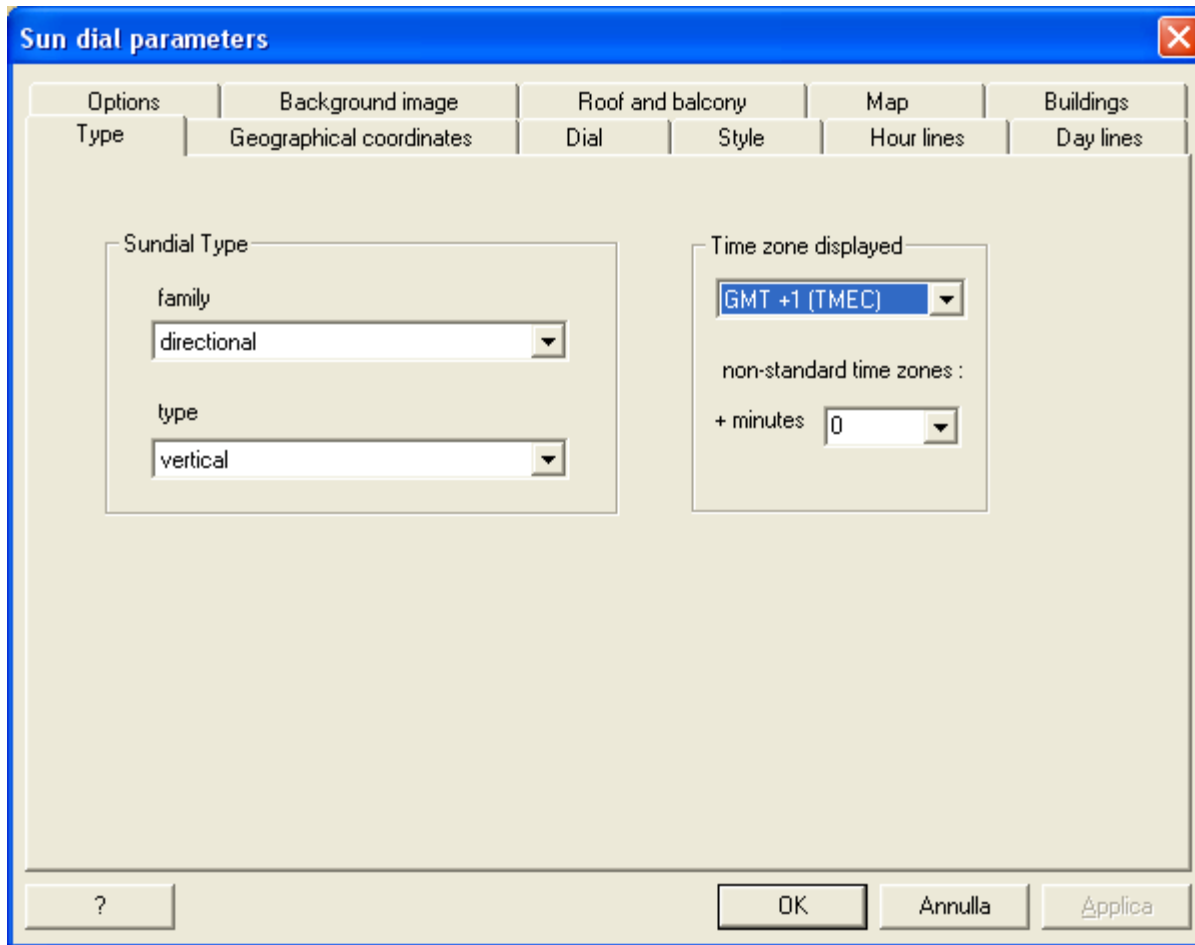 Sun dial parameters
Options Background image Roof and balcony Map Buildings
Type Geographical coordinates Dial Style Hour lines Day lines
Sundial Type
family
directional
type
vertical
Time zone displayed
GMT +1 (TMEC)
non-standard time zones :
+ minutes 0
? OK Annulla Applica